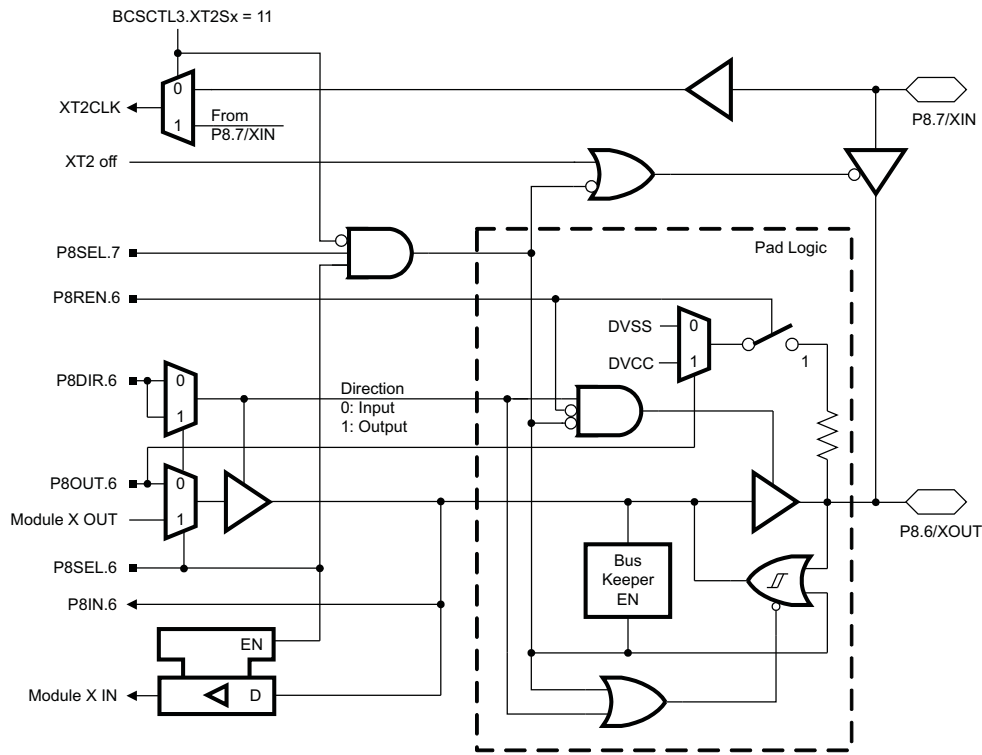 BCSCTL3.XT2Sx = 11
0
XT2CLK
From
1
P8.7/XIN
P8.7/XIN
XT2 off
P8SEL.7
Pad Logic
P8REN.6
DVSS
0
DVCC
1
1
P8DIR.6
0
1
Direction
0: Input
1: Output
P8OUT.6
0
Module X OUT
1
P8.6/XOUT
P8SEL.6
Bus
Keeper
EN
P8IN.6
EN
Module X IN
D